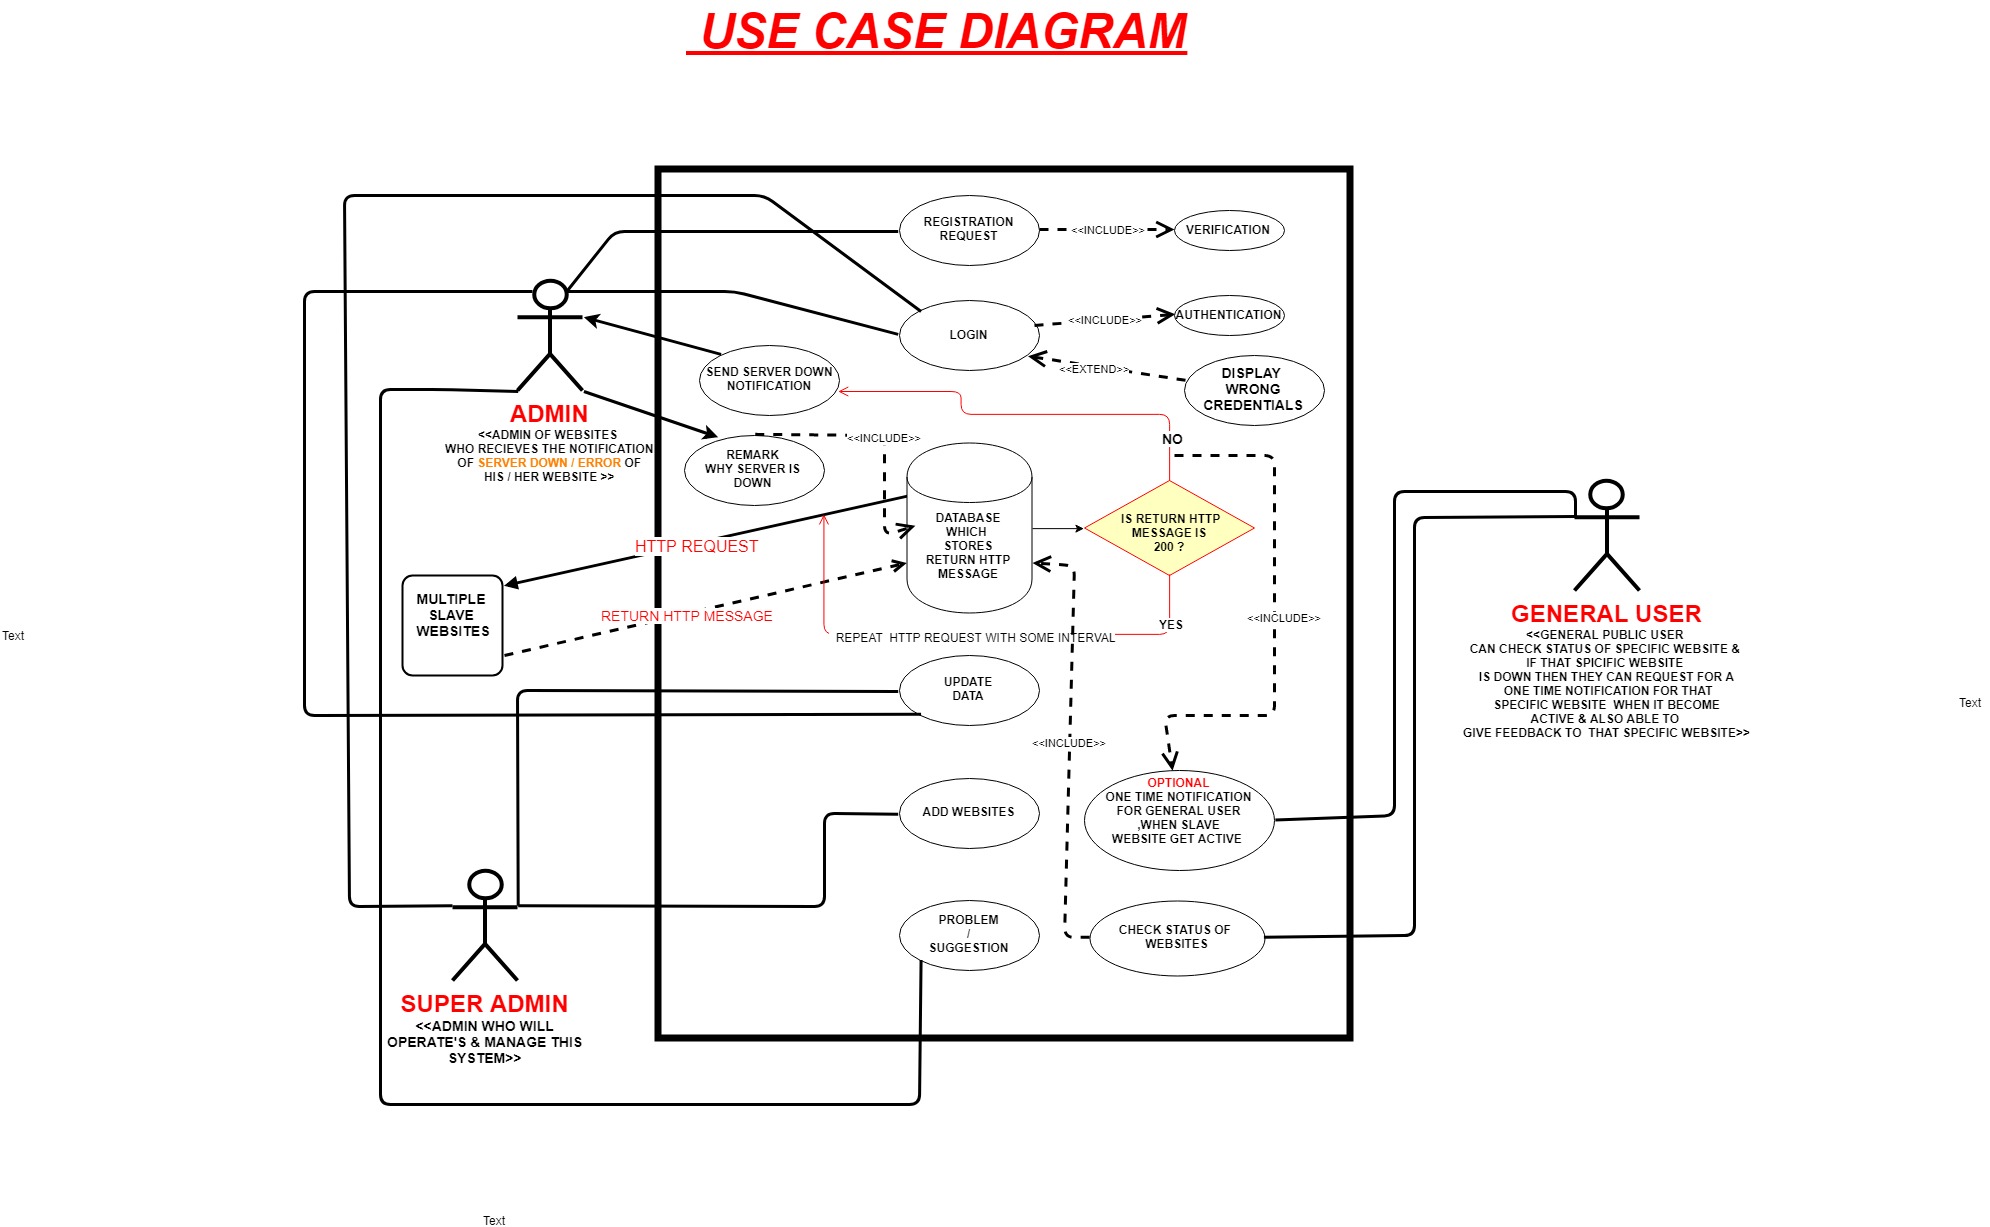 USE CASE DIAGRAM
REGISTRATION
REQUEST
<<INCLUDE>>
VERIFICATION
LOGIN
<<INCLUDE>>
AUTHENTICATION
<<EXTEND>>
DISPLAY
WRONG
CREDENTIALS
SEND SERVER DOWN
NOTIFICATION
ADMIN
<<ADMIN OF WEBSITES
WHO RECIEVES THE NOTIFICATION
OF SERVER DOWN / ERROR OF
HIS / HER WEBSITE >>
REMARK
WHY SERVER IS
DOWN
<<INCLUDE>>
NO
DATABASE
WHICH
STORES
RETURN HTTP
MESSAGE
IS RETURN HTTP
MESSAGE IS
200 ?
HTTP REQUEST
MULTIPLE
SLAVE
WEBSITES
RETURN HTTP MESSAGE
YES
REPEAT HTTP REQUEST WITH SOME INTERVAL
<<INCLUDE>>
GENERAL USER
<<GENERAL PUBLIC USER
CAN CHECK STATUS OF SPECIFIC WEBSITE &
IF THAT SPICIFIC WEBSITE
IS DOWN THEN THEY CAN REQUEST FOR A
ONE TIME NOTIFICATION FOR THAT
SPECIFIC WEBSITE WHEN IT BECOME
ACTIVE & ALSO ABLE TO
GIVE FEEDBACK TO THAT SPECIFIC WEBSITE>>
Text
Text
UPDATE
DATA
<<INCLUDE>>
ADD WEBSITES
OPTIONAL
ONE TIME NOTIFICATION
FOR GENERAL USER
,WHEN SLAVE
WEBSITE GET ACTIVE
PROBLEM
/
SUGGESTION
CHECK STATUS OF
WEBSITES
SUPER ADMIN
<<ADMIN WHO WILL
OPERATE'S & MANAGE THIS
SYSTEM>>
Text